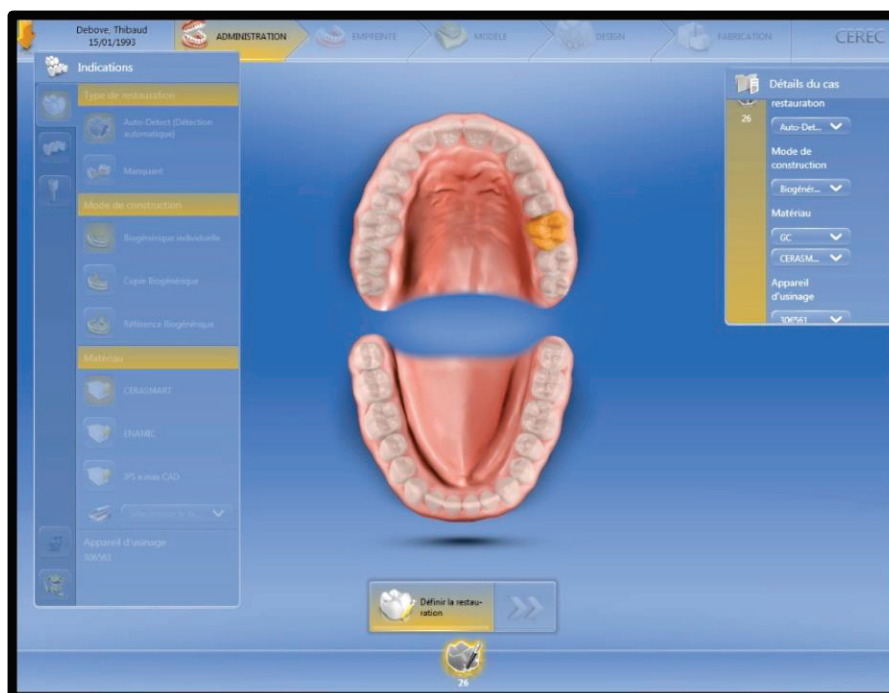 Debove, Thibaud
15/01/1993
ADMINISTRATION
EMPREINTE
MODELE
DESIGN
FABRICATION
CEREC
Indications
Type de restauration
Auto-Detect (Détection
automatique)
Manquant
Mode de construction
Biogénérique individuelle
Copie Biogénérique
Référence Biogénérique
Matériau
CERASMART
ENAMIC
IPS e.max CAD
Appareil d'usinage
306561
Détails du cas
restauration
26
Auto-Det...
Mode de
construction
Biogénér...
Matériau
GC
CERASM...
Appareil
d'usinage
306561
Définir la restau-
ration
26